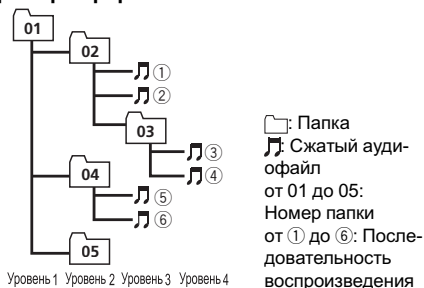 01
02
①
②
03
③
④
04
⑤
⑥
05
Уровень 1 Уровень 2 Уровень 3 Уровень 4
: Папка
: Сжатый ауди-
офайл
от 01 до 05:
Номер папки
от ① до ⑥: После-
довательность
воспроизведения